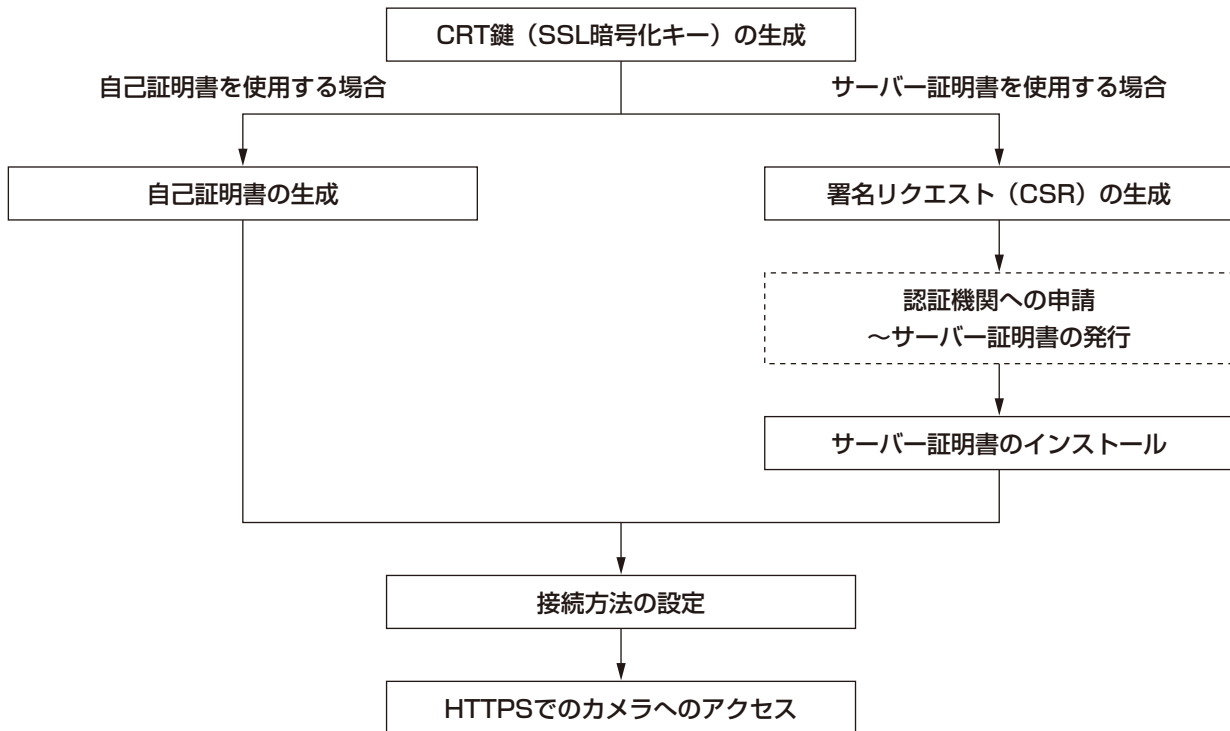 CRT鍵（SSL暗号化キー）の生成
自己証明書を使用する場合
サーバー証明書を使用する場合
自己証明書の生成
署名リクエスト（CSR）の生成
認証機関への申請
～サーバー証明書の発行
サーバー証明書のインストール
接続方法の設定
HTTPSでのカメラへのアクセス